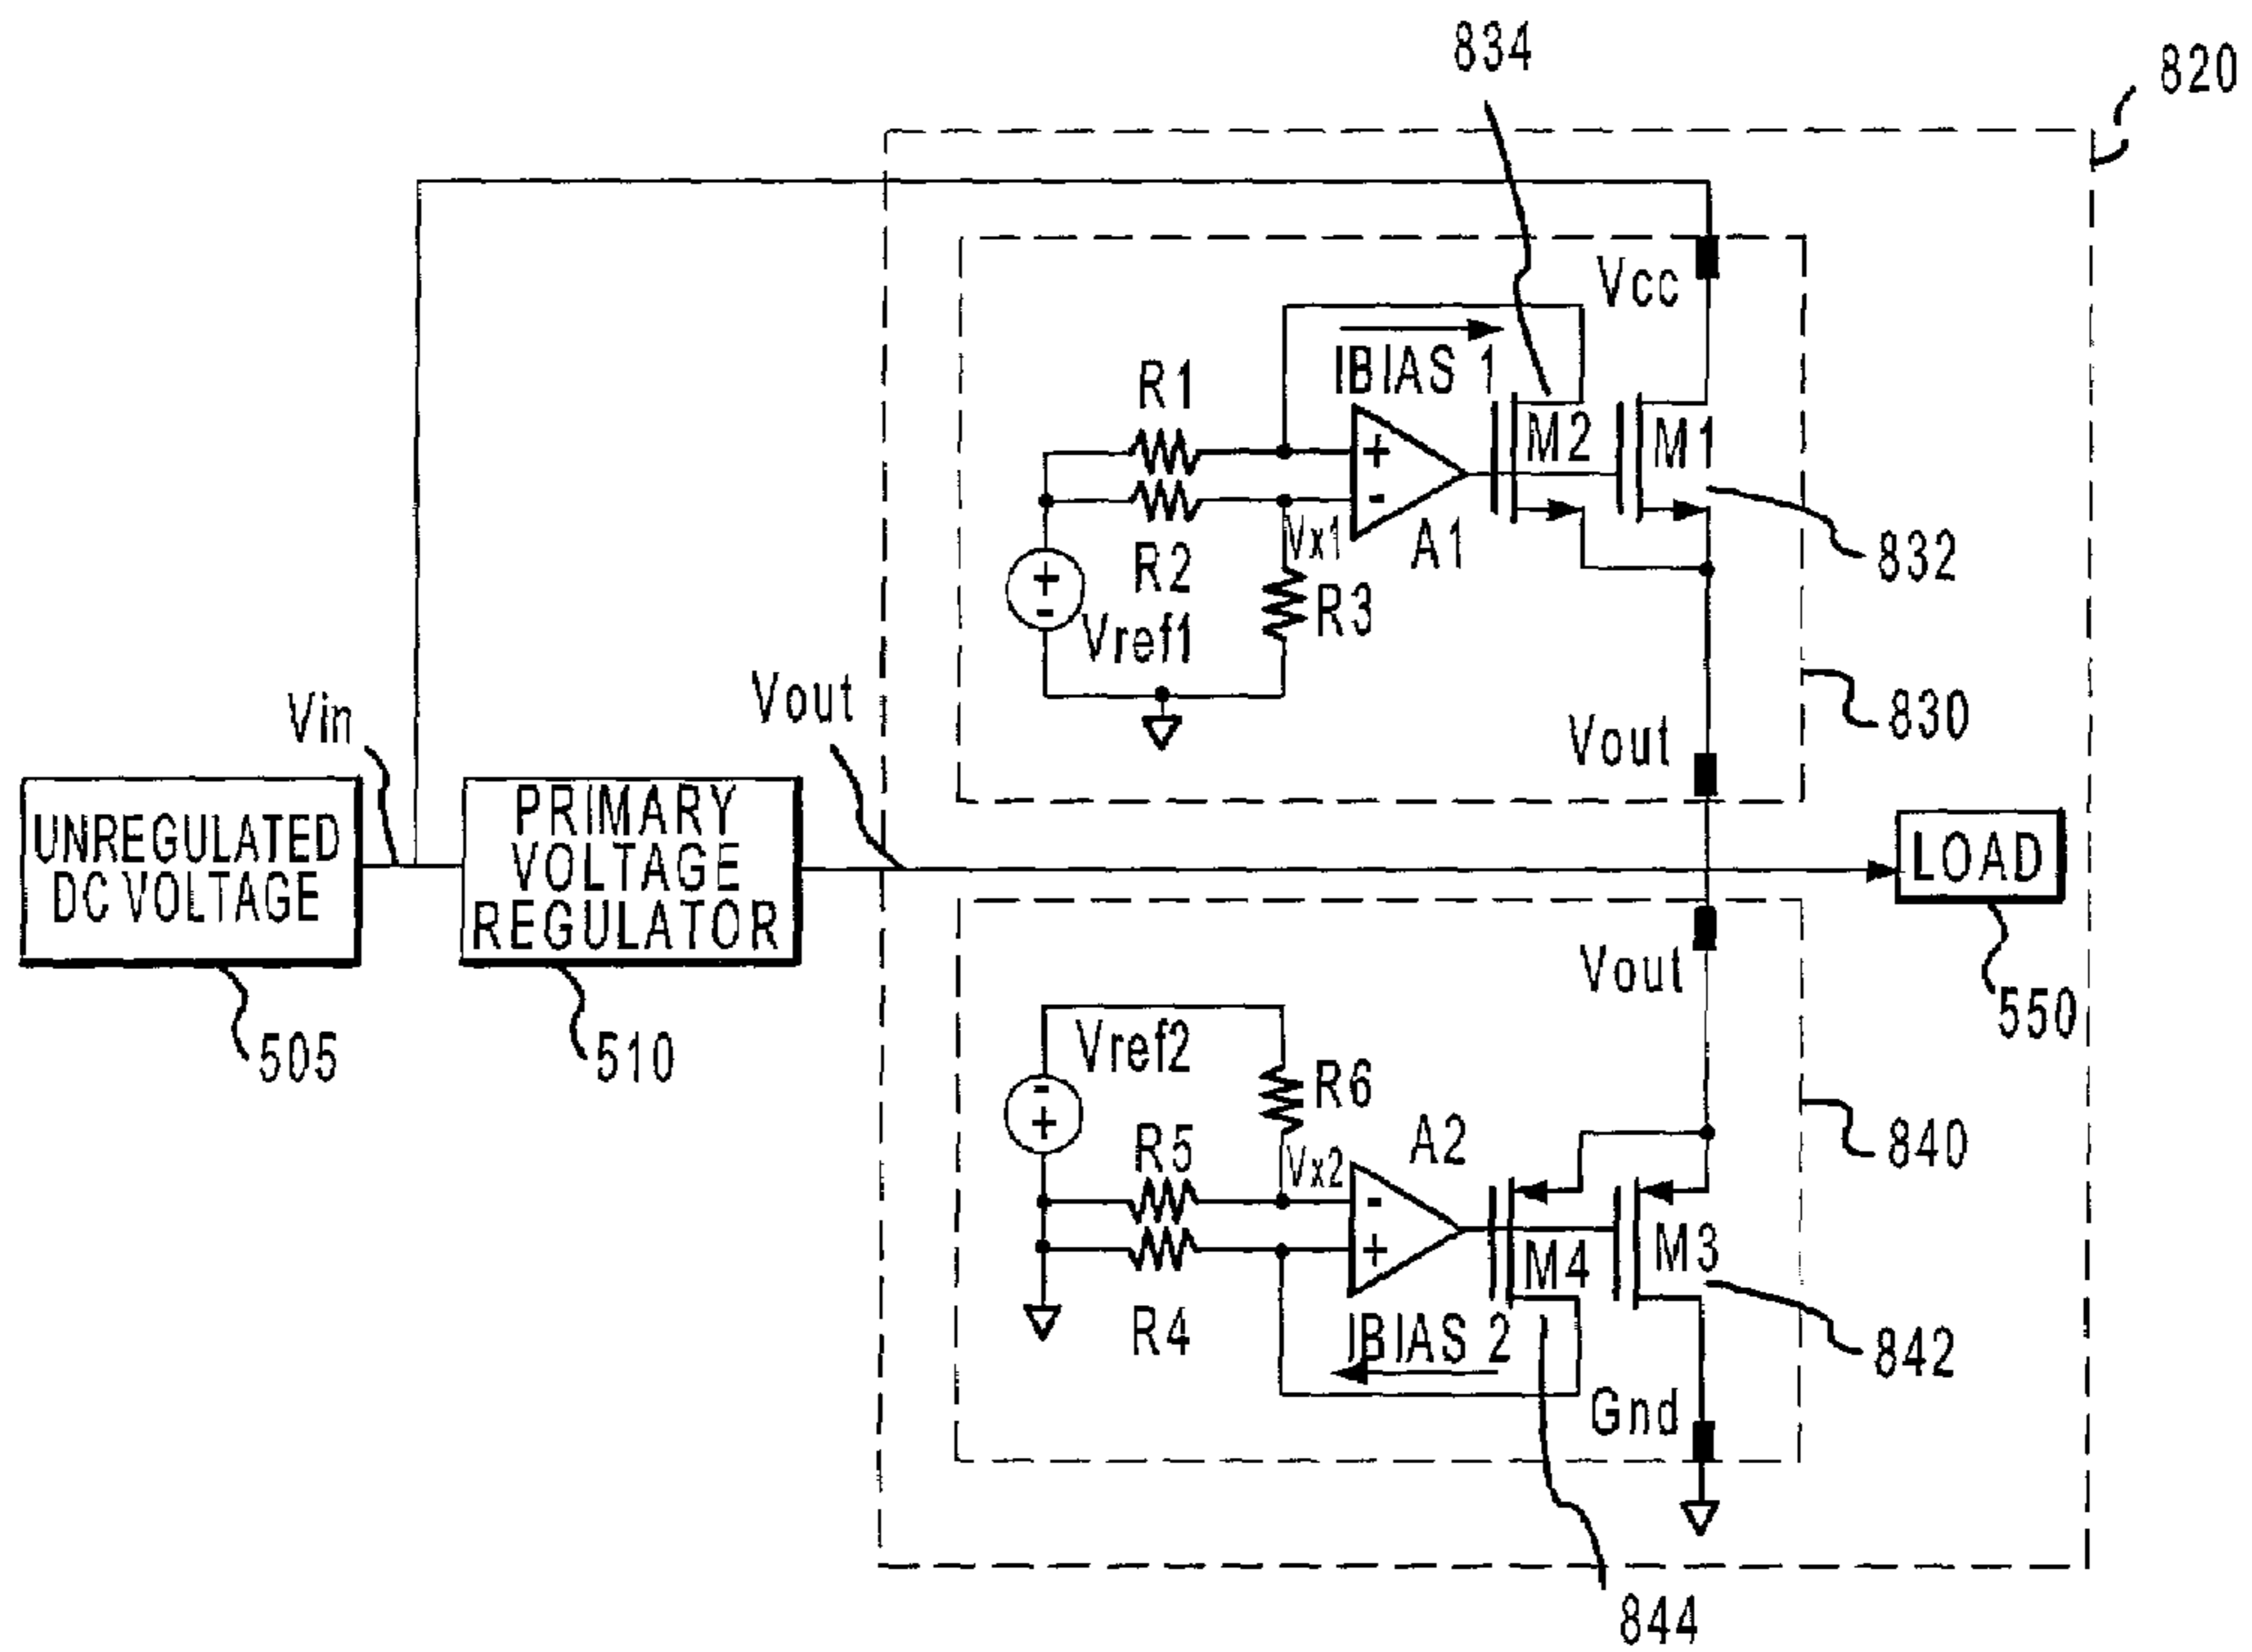 834
820
Vcc
IBIAS 1
R1
M2
M1
+
-
Vx1
A1
R2
832
+
-
Vref1
R3
830
Vin
Vout
Vout
UNREGULATED
DC VOLTAGE
PRIMARY
VOLTAGE
REGULATOR
LOAD
Vout
550
505
510
Vref2
-
+
R6
A2
840
R5
Vx2
-
+
M4
M3
R4
IBIAS 2
842
Gnd
844